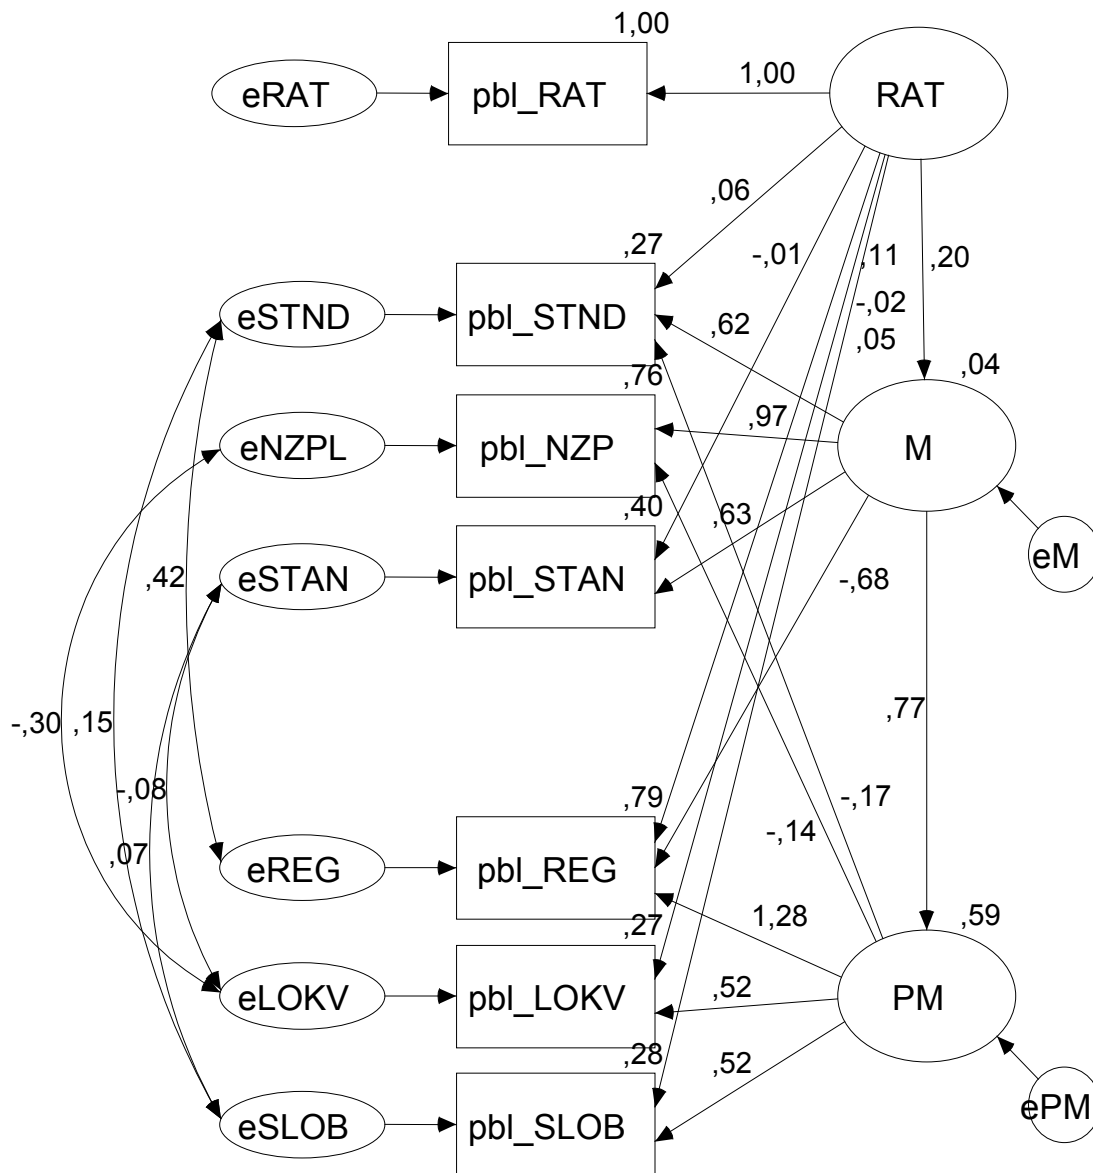 1,00
eRAT
pbl_RAT
1,00
RAT
,06
,27
-,01
,11
,20
-,02
,05
eSTND
pbl_STND
,62
,76
,04
,97
eNZPL
pbl_NZP
M
,40
,63
eSTAN
pbl_STAN
eM
,42
-,68
-,30
,15
,77
-,08
,79
-,17
-,14
,07
eREG
pbl_REG
,27
1,28
,59
eLOKV
pbl_LOKV
,52
PM
,28
,52
eSLOB
pbl_SLOB
ePM